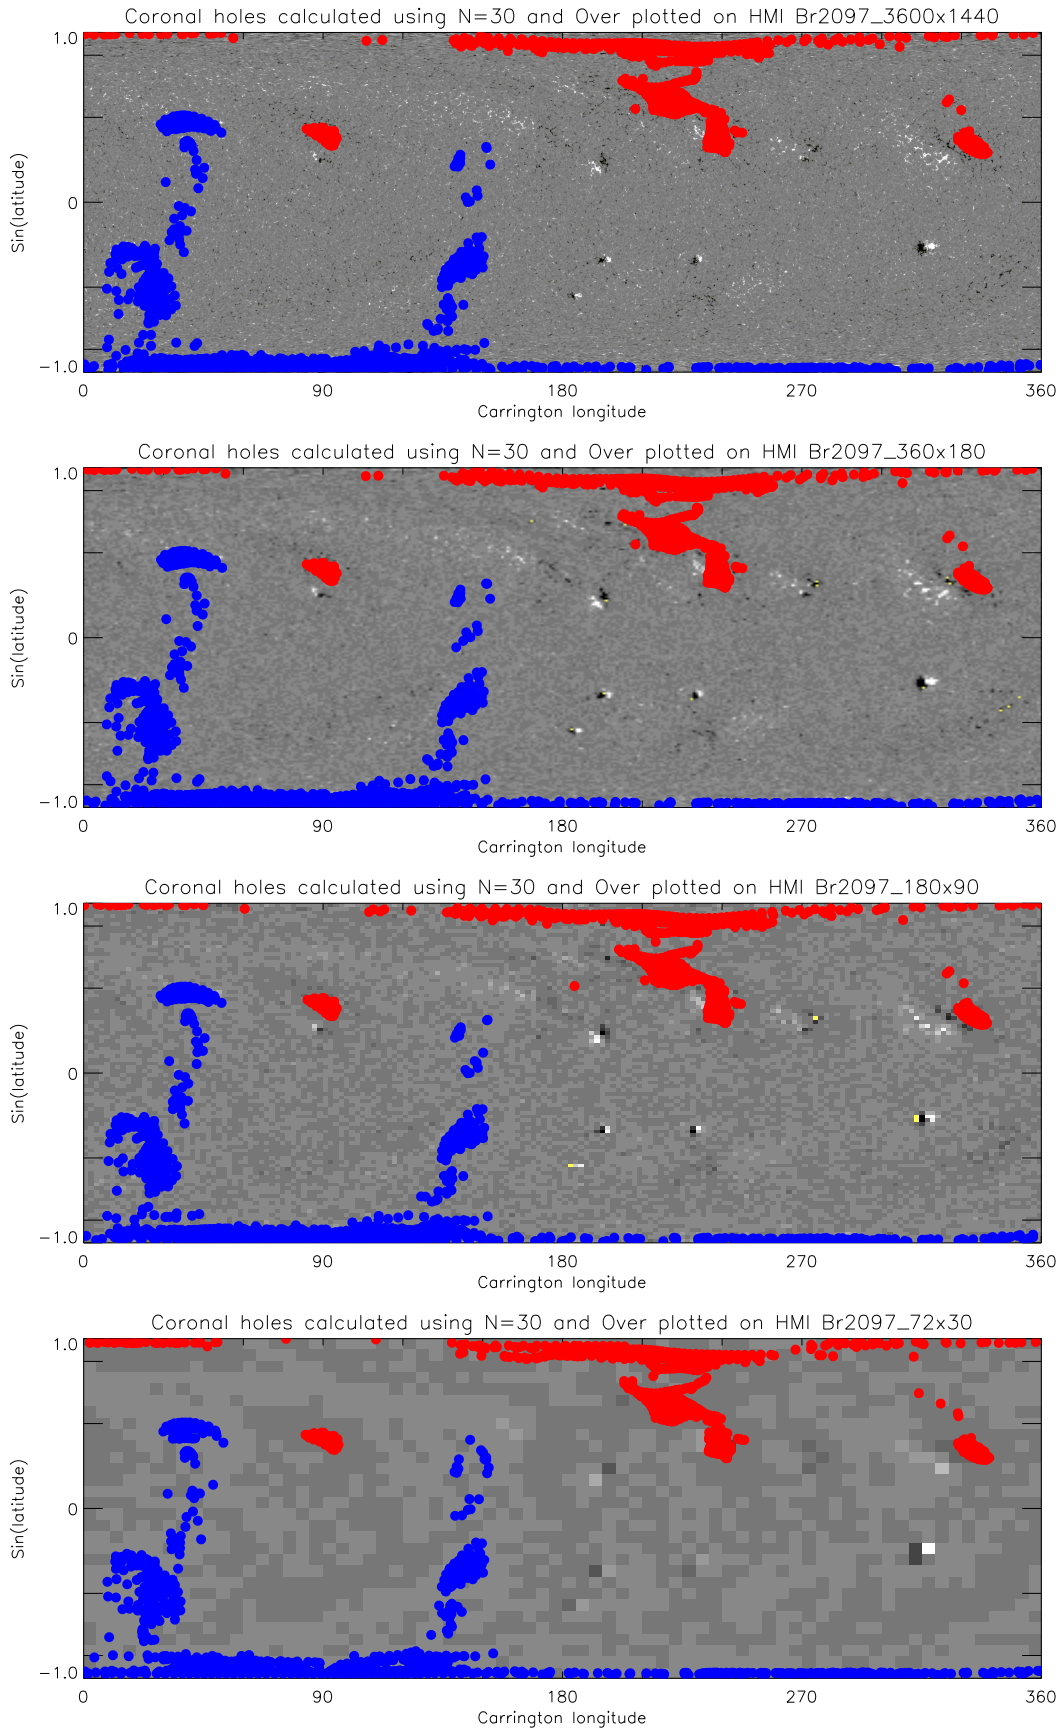 Coronal holes calculated using N=30 and Over plotted on HMI Br2097_3600x1440
1.0
Sin(latitude)
0
−1.0
0 90 180 270 360
Carrington longitude
Coronal holes calculated using N=30 and Over plotted on HMI Br2097_360x180
1.0
Sin(latitude)
0
−1.0
0 90 180 270 360
Carrington longitude
Coronal holes calculated using N=30 and Over plotted on HMI Br2097_180x90
1.0
Sin(latitude)
0
−1.0
0 90 180 270 360
Carrington longitude
Coronal holes calculated using N=30 and Over plotted on HMI Br2097_72x30
1.0
Sin(latitude)
0
−1.0
0 90 180 270 360
Carrington longitude